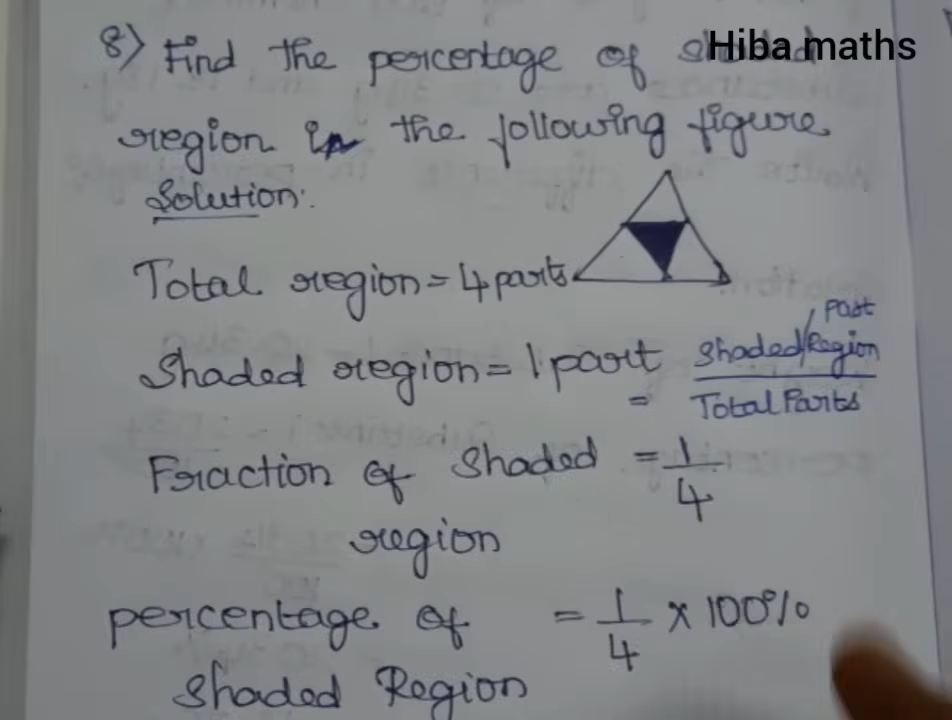 Hiba maths
8) Find the percentage of shaded
region in the following figure.
Solution:
Total region = 4 parts
Shaded region = 1 part
part
Shaded/Region
= Total Parts
Fraction of shaded = 1/4
region
percentage of = 1/4 × 100%
shaded Region